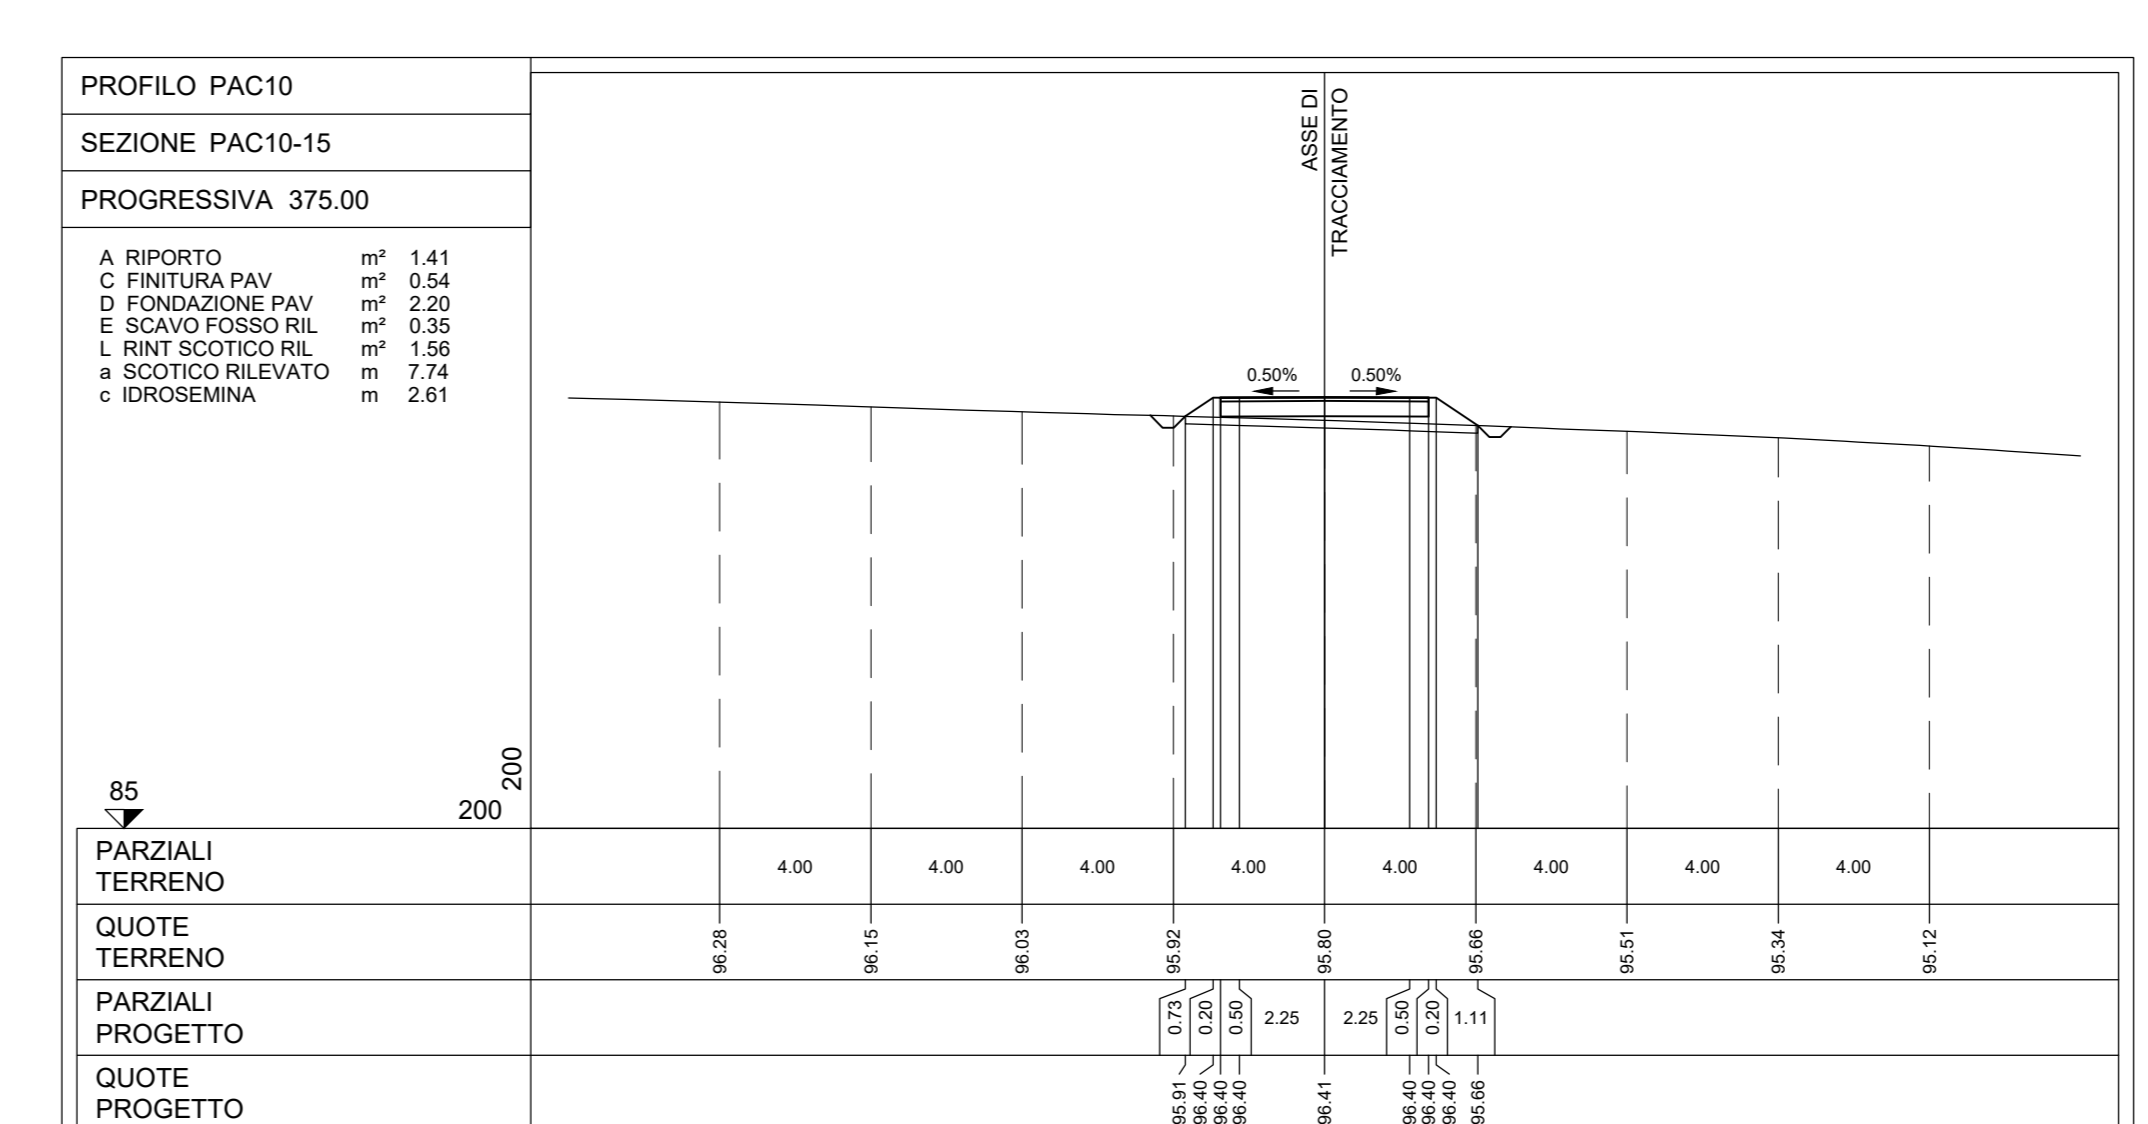 PROFILO PAC10
SEZIONE PAC10-15
PROGRESSIVA 375.00
A RIPORTO m² 1.41
C FINITURA PAV m² 0.54
D FONDAZIONE PAV m² 2.20
E SCAVO FOSSO RIL m² 0.35
L RINT SCOTICO RIL m² 1.56
a SCOTICO RILEVATO m 7.74
c IDROSEMINA m 2.61
ASSE DI
TRACCIAMENTO
0.50% 0.50%
200
85
200
PARZIALI
TERRENO
4.00 4.00 4.00 4.00 4.00 4.00 4.00 4.00
QUOTE
TERRENO
96.28 96.15 96.03 95.92 95.80 95.66 95.51 95.34 95.12
PARZIALI
PROGETTO
0.73 0.20 0.50 2.25 2.25 0.50 0.20 1.11
QUOTE
PROGETTO
95.91 96.40 96.40 96.40 96.41 96.40 96.40 96.40 95.66